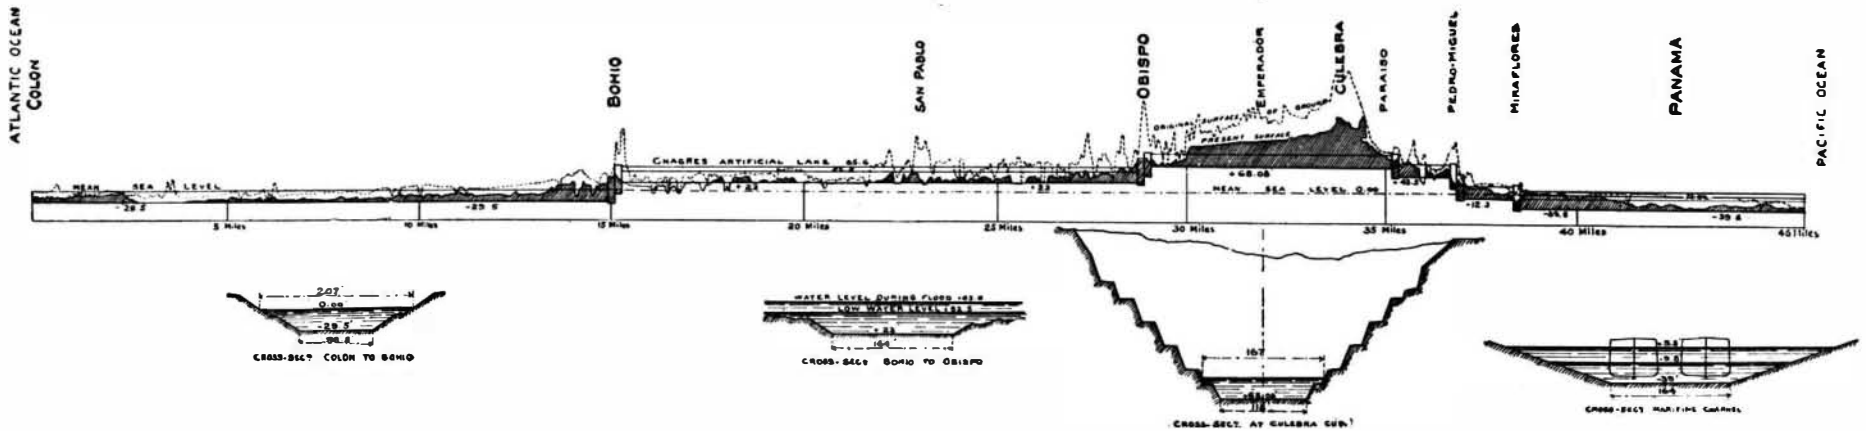 ATLANTIC OCEAN
COLON
BOHIO
SAN PABLO
OBISPO
EMPERADOR
CULEBRA
PARAISO
PEDRO-MIGUEL
MIRAFLORES
PANAMA
PACIFIC OCEAN
ORIGINAL SURFACE OF GROUND
PRESENT SURFACE
CHAGRES ARTIFICIAL LAKE 65.6
MEAN SEA LEVEL
+68.08
MEAN SEA LEVEL 0.00
-29.5
-12.3
-39.8
5 Miles
10 Miles
15 Miles
20 Miles
25 Miles
30 Miles
35 Miles
40 Miles
45 Miles
207'
0.00
-29.5'
CROSS-SECT. COLON TO BOHIO
WATER LEVEL DURING FLOOD
LOW WATER LEVEL
164'
CROSS-SECT BOHIO TO OBISPO
167
CROSS-SECT. AT CULEBRA
164'
CROSS-SECT MARITIME CHANNEL